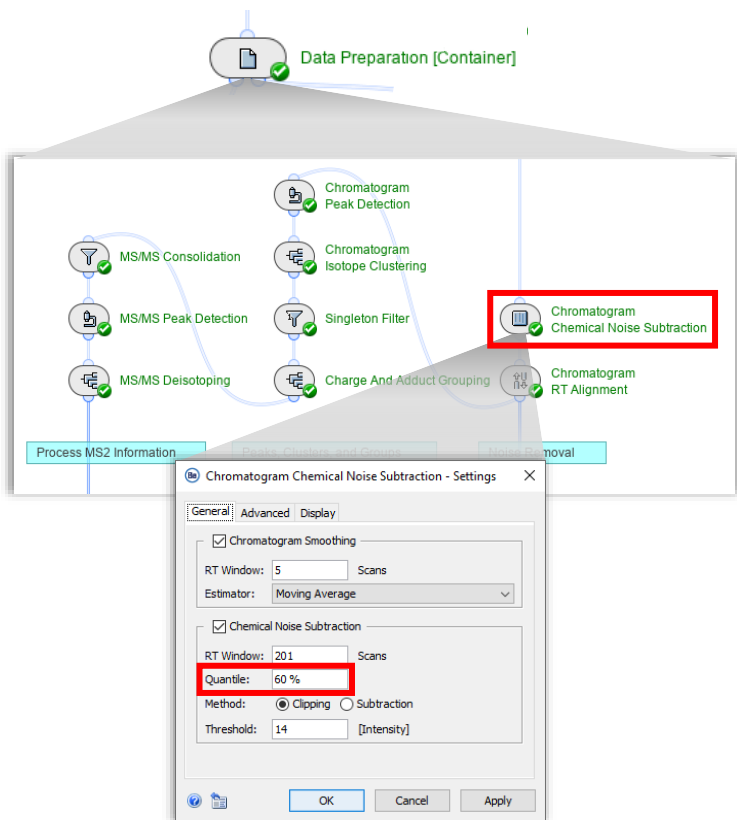 Data Preparation [Container]
Chromatogram
Peak Detection
MS/MS Consolidation
Chromatogram
Isotope Clustering
MS/MS Peak Detection
Singleton Filter
Chromatogram
Chemical Noise Subtraction
MS/MS Deisotoping
Charge And Adduct Grouping
Chromatogram
RT Alignment
Process MS2 Information
Peaks, Clusters, and Groups
Noise Removal
Chromatogram Chemical Noise Subtraction - Settings
General Advanced Display
Chromatogram Smoothing
RT Window: 5 Scans
Estimator: Moving Average
Chemical Noise Subtraction
RT Window: 201 Scans
Quantile: 60 %
Method: Clipping Subtraction
Threshold: 14 [Intensity]
OK Cancel Apply